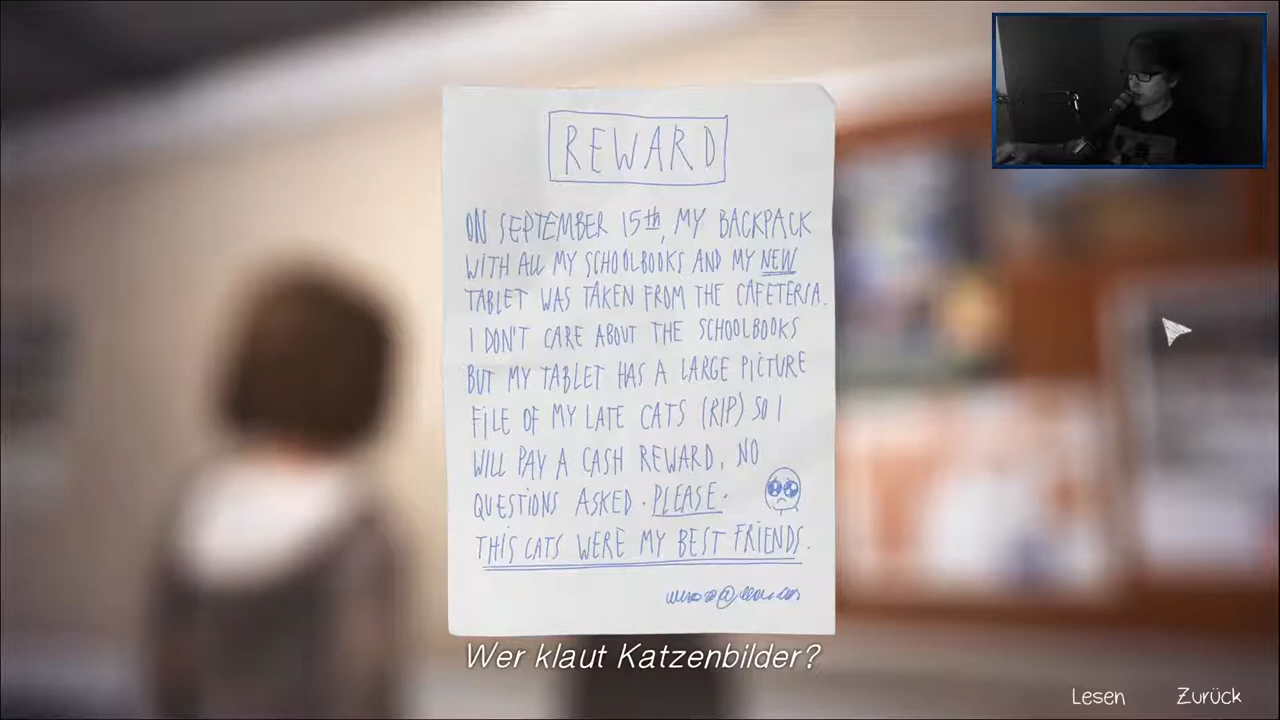 REWARD
ON SEPTEMBER 15th, MY BACKPACK
WITH ALL MY SCHOOLBOOKS AND MY NEW
TABLET WAS TAKEN FROM THE CAFETERIA.
I DON'T CARE ABOUT THE SCHOOLBOOKS
BUT MY TABLET HAS A LARGE PICTURE
FILE OF MY LATE CATS (RIP) SO I
WILL PAY A CASH REWARD, NO
QUESTIONS ASKED. PLEASE.
THIS CATS WERE MY BEST FRIENDS.
Wer klaut Katzenbilder?
Lesen Zurück